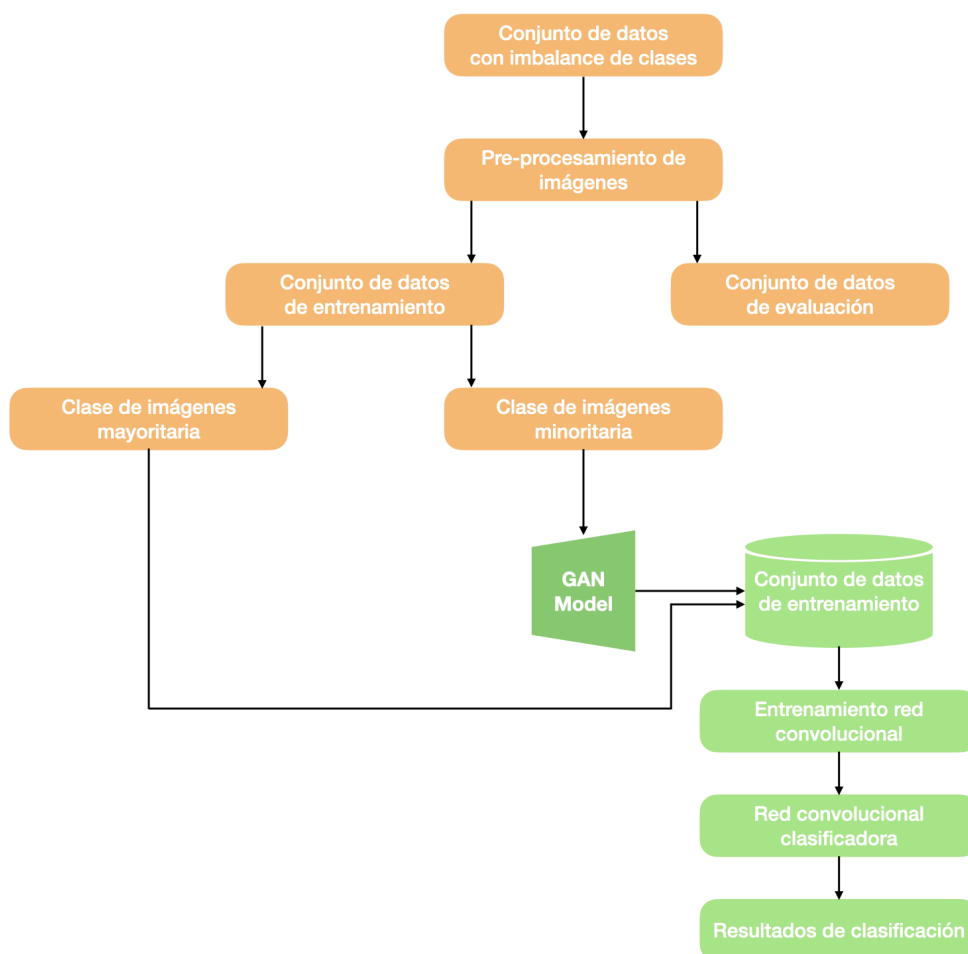 Conjunto de datos
con imbalance de clases
Pre-procesamiento de
imágenes
Conjunto de datos
de entrenamiento
Conjunto de datos
de evaluación
Clase de imágenes
mayoritaria
Clase de imágenes
minoritaria
GAN
Model
Conjunto de datos
de entrenamiento
Entrenamiento red
convolucional
Red convolucional
clasificadora
Resultados de clasificación